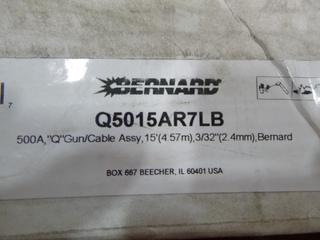 BERNARD
Q5015AR7LB
500A,"Q"Gun/Cable Assy,15'(4.57m),3/32"(2.4mm),Bernard
BOX 667 BEECHER, IL 60401 USA
7